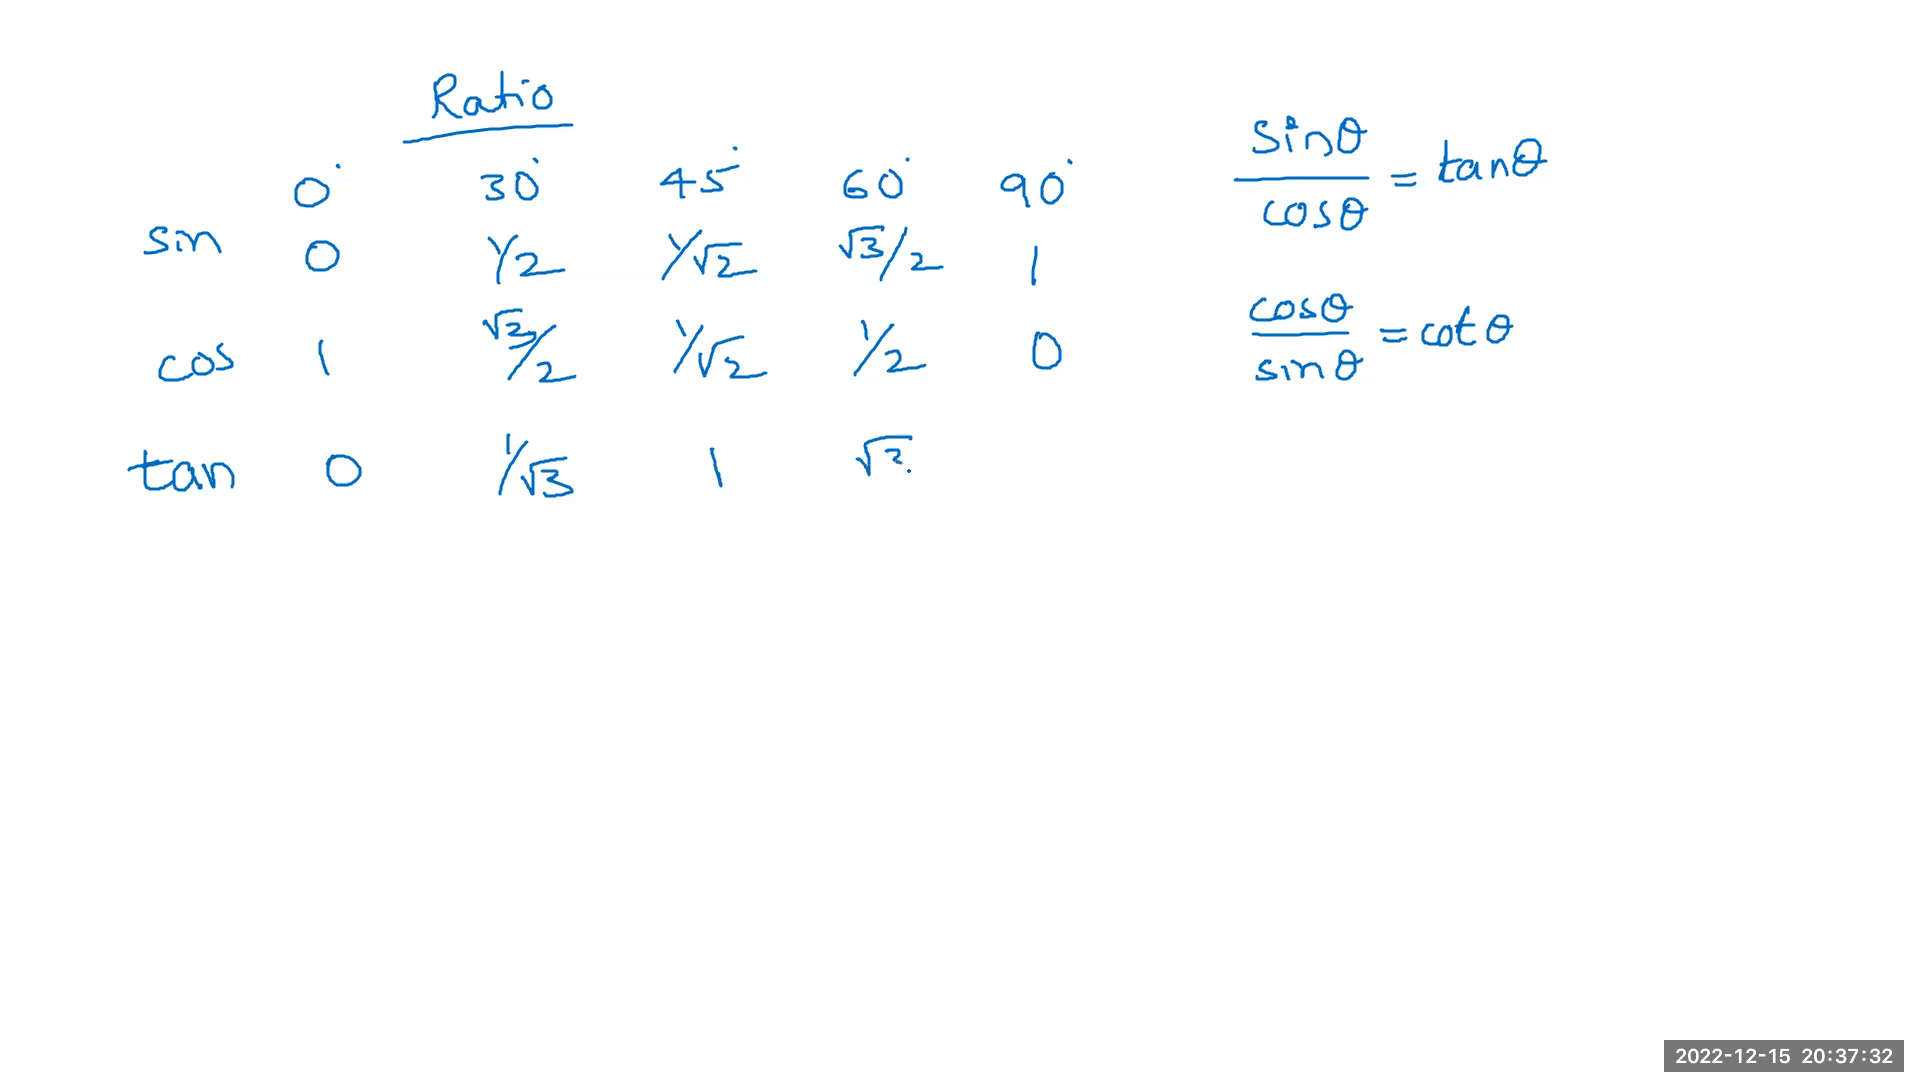 Ratio
0° 30° 45° 60° 90°
sin 0 1/2 1/√2 √3/2 1
cos 1 √3/2 1/√2 1/2 0
tan 0 1/√3 1 √3
sinθ/cosθ = tanθ
cosθ/sinθ = cotθ
2022-12-15 20:37:32